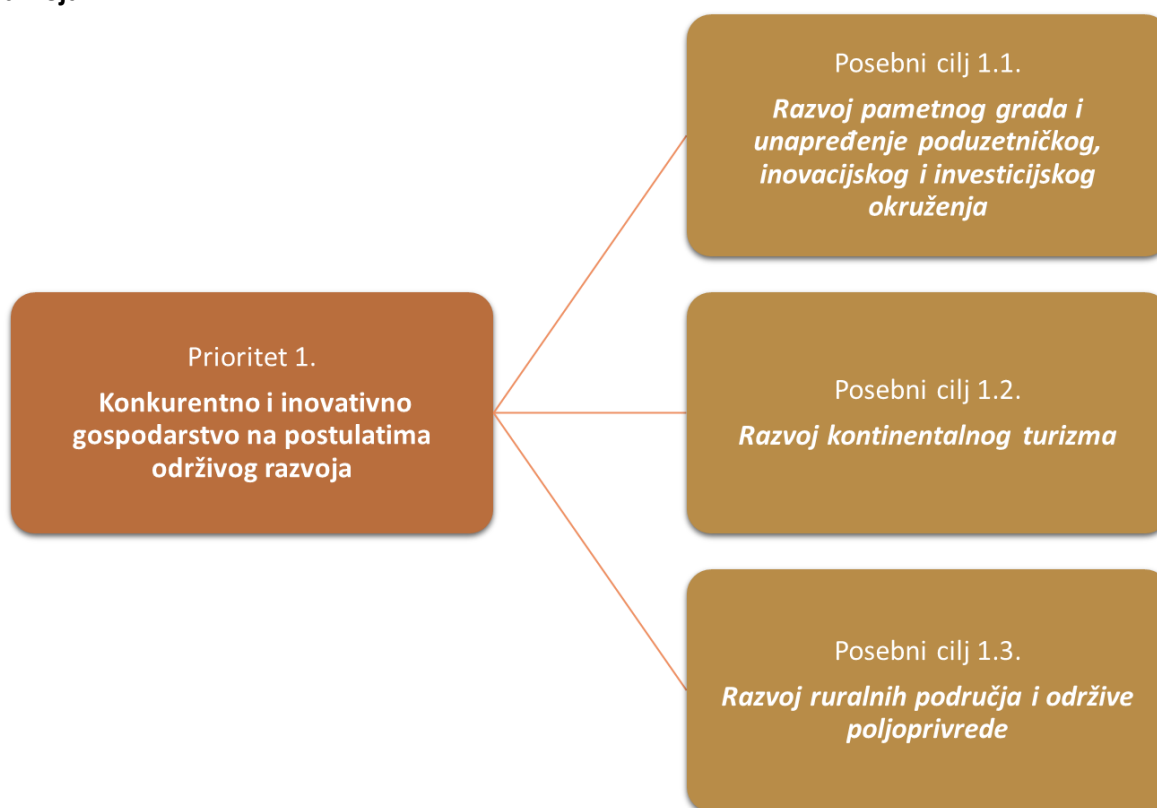 Prioritet 1.
Konkurentno i inovativno
gospodarstvo na postulatima
održivog razvoja
Posebni cilj 1.1.
Razvoj pametnog grada i
unapređenje poduzetničkog,
inovacijskog i investicijskog
okruženja
Posebni cilj 1.2.
Razvoj kontinentalnog turizma
Posebni cilj 1.3.
Razvoj ruralnih područja i održive
poljoprivrede